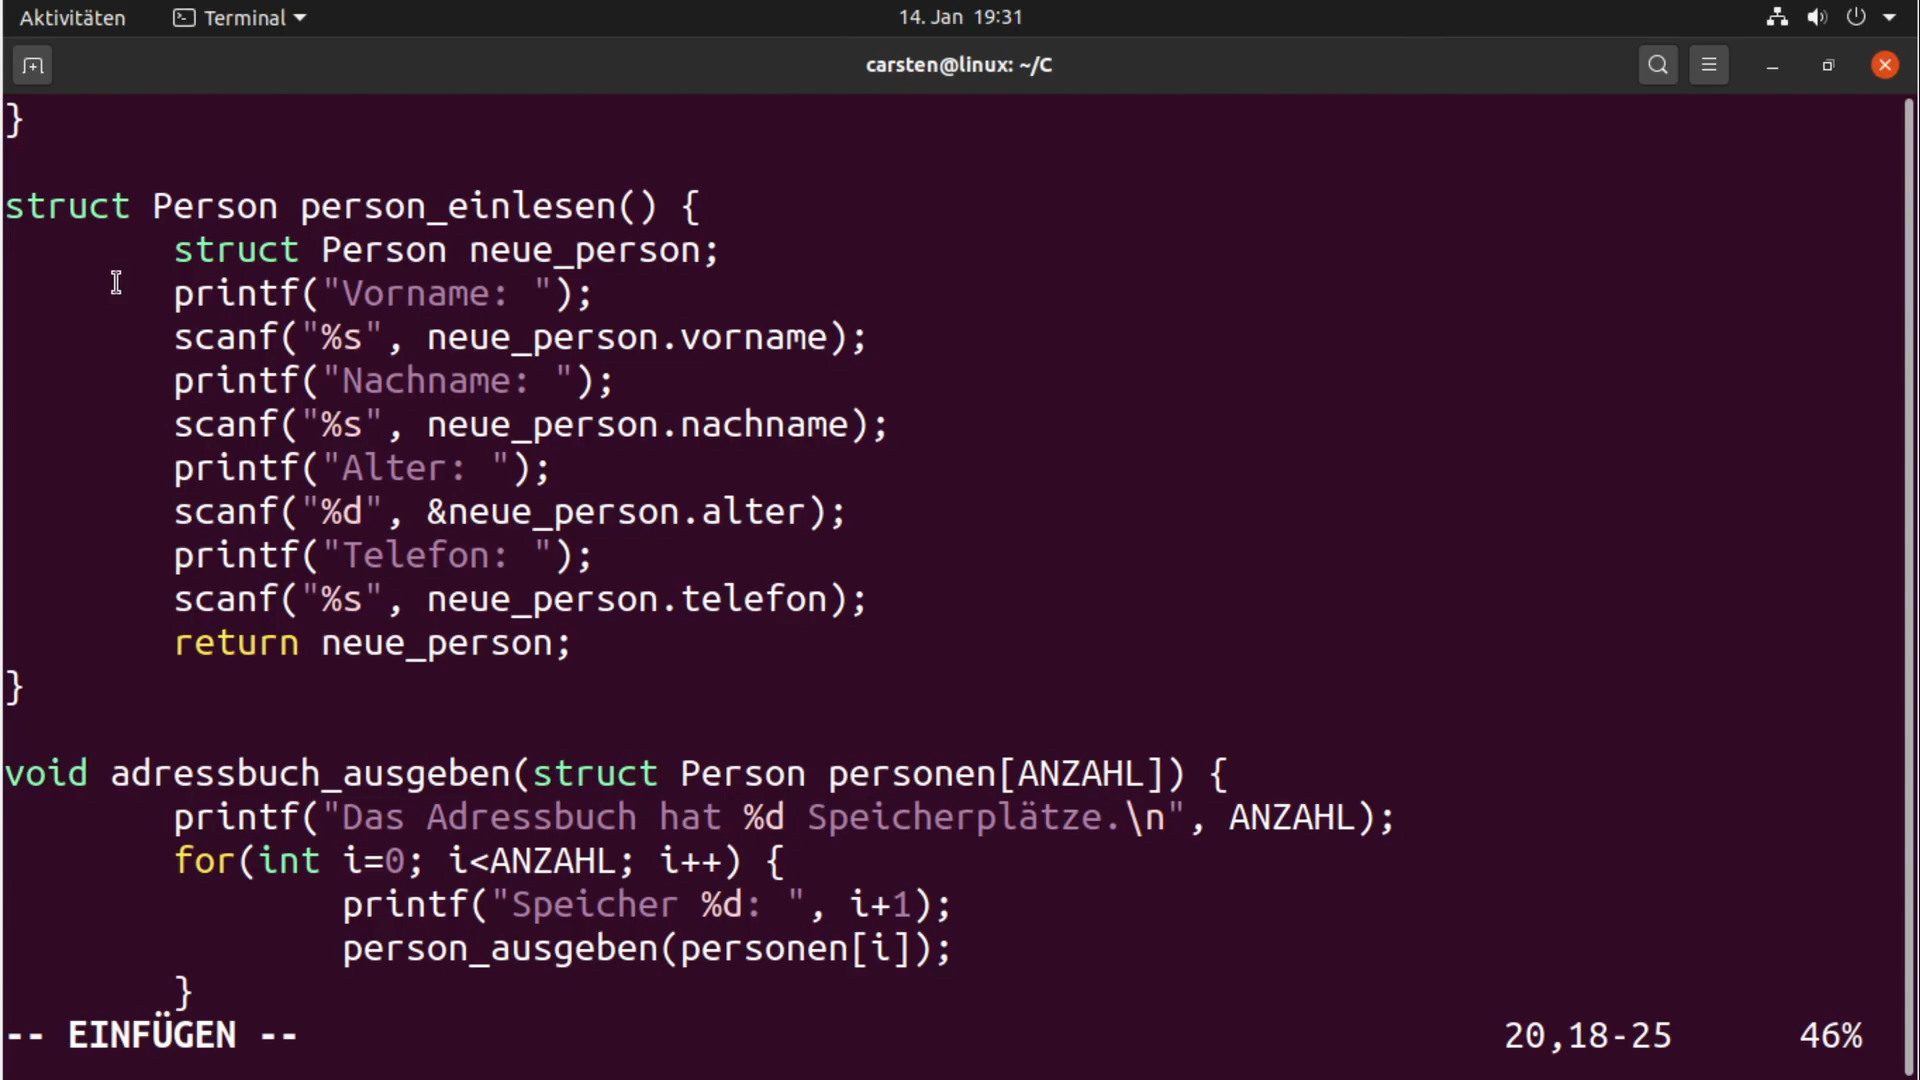 Aktivitäten Terminal 14. Jan 19:31
carsten@linux: ~/C
}
struct Person person_einlesen() {
        struct Person neue_person;
        printf("Vorname: ");
        scanf("%s", neue_person.vorname);
        printf("Nachname: ");
        scanf("%s", neue_person.nachname);
        printf("Alter: ");
        scanf("%d", &neue_person.alter);
        printf("Telefon: ");
        scanf("%s", neue_person.telefon);
        return neue_person;
}
void adressbuch_ausgeben(struct Person personen[ANZAHL]) {
        printf("Das Adressbuch hat %d Speicherplätze.\n", ANZAHL);
        for(int i=0; i<ANZAHL; i++) {
                printf("Speicher %d: ", i+1);
                person_ausgeben(personen[i]);
        }
-- EINFÜGEN -- 20,18-25 46%